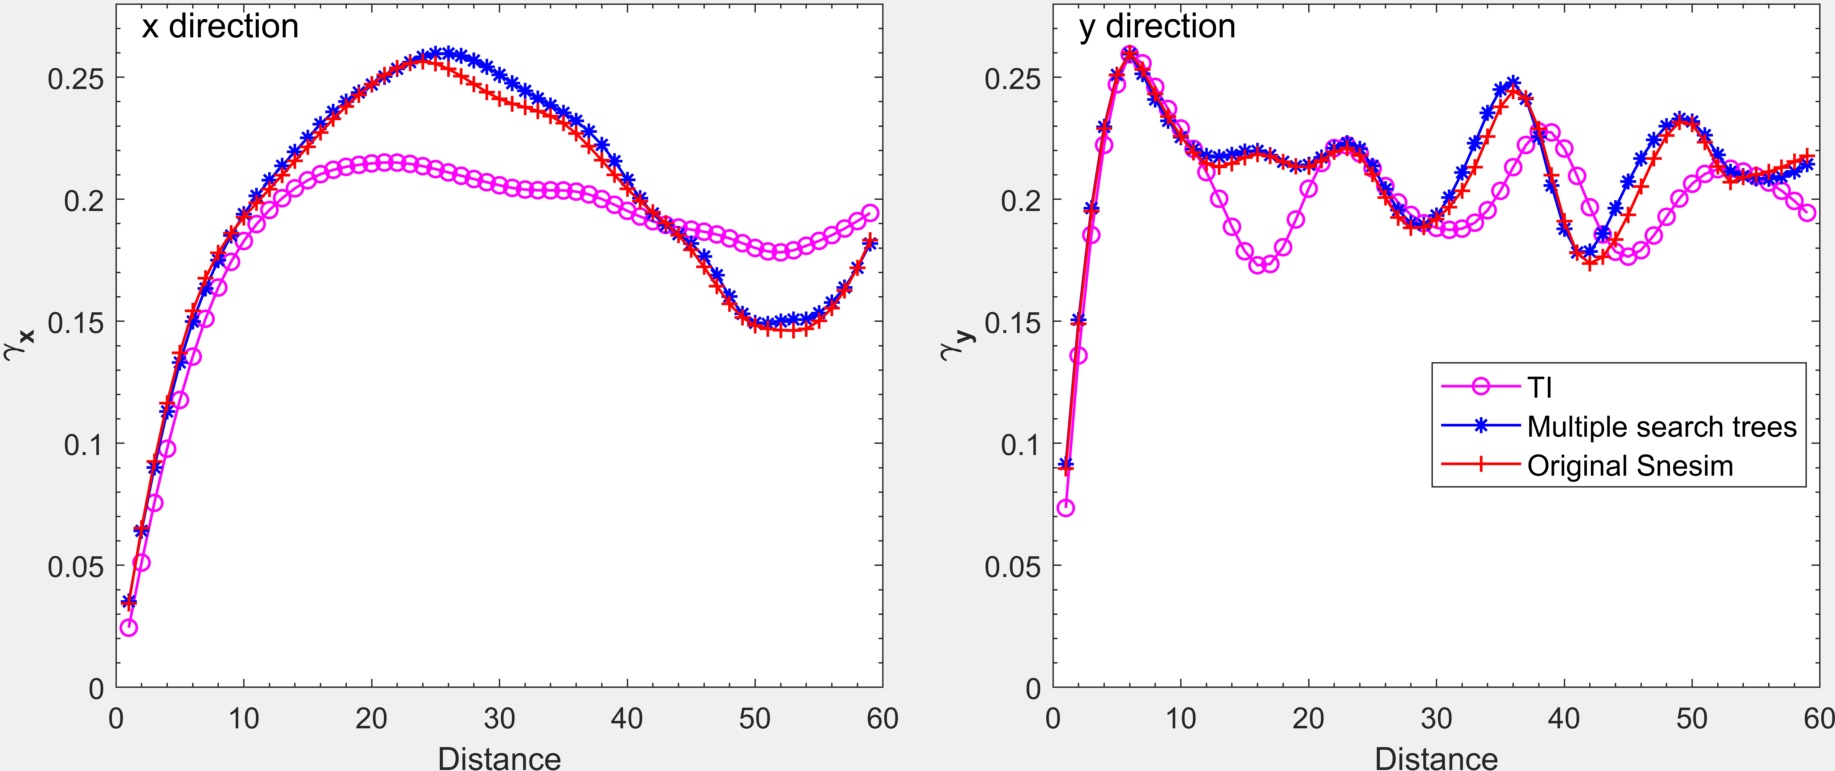 x direction
0.25
0.2
0.15
0.1
0.05
0
γx
0 10 20 30 40 50 60
Distance
y direction
0.25
0.2
0.15
0.1
0.05
0
γy
TI
Multiple search trees
Original Snesim
0 10 20 30 40 50 60
Distance